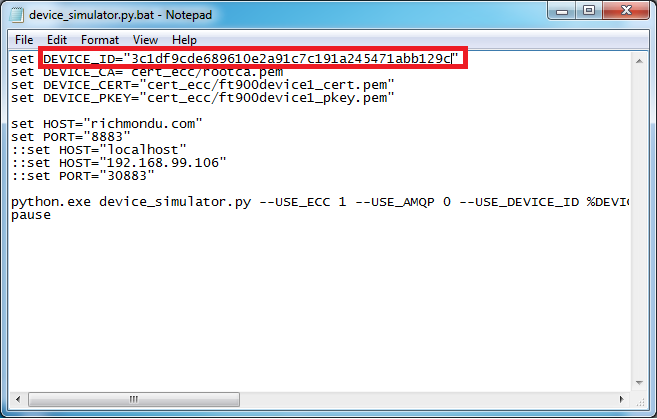 device_simulator.py.bat - Notepad
File Edit Format View Help
set DEVICE_ID="3c1df9cde689610e2a91c7c191a245471abb129c"
set DEVICE_CA="cert_ecc/rootca.pem"
set DEVICE_CERT="cert_ecc/ft900device1_cert.pem"
set DEVICE_PKEY="cert_ecc/ft900device1_pkey.pem"
set HOST="richmondu.com"
set PORT="8883"
::set HOST="localhost"
::set HOST="192.168.99.106"
::set PORT="30883"
python.exe device_simulator.py --USE_ECC 1 --USE_AMQP 0 --USE_DEVICE_ID %DEVIC
pause